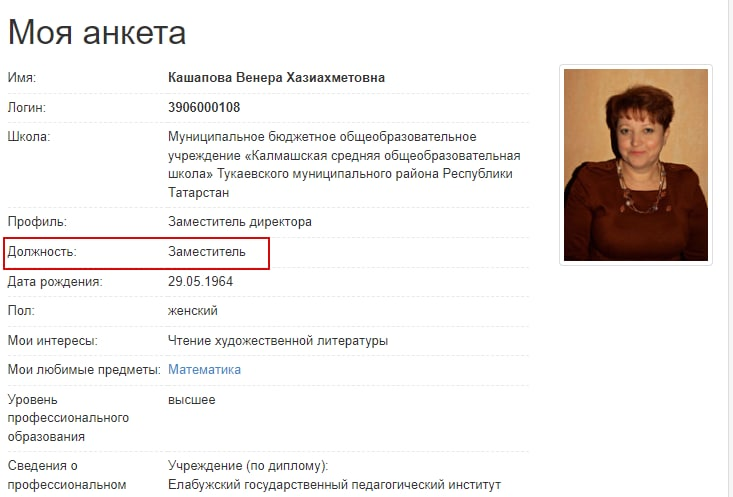 Моя анкета
Имя: Кашапова Венера Хазиахметовна
Логин: 3906000108
Школа: Муниципальное бюджетное общеобразовательное
учреждение «Калмашская средняя общеобразовательная
школа» Тукаевского муниципального района Республики
Татарстан
Профиль: Заместитель директора
Должность: Заместитель
Дата рождения: 29.05.1964
Пол: женский
Мои интересы: Чтение художественной литературы
Мои любимые предметы: Математика
Уровень высшее
профессионального
образования
Сведения о Учреждение (по диплому):
профессиональном Елабужский государственный педагогический институт